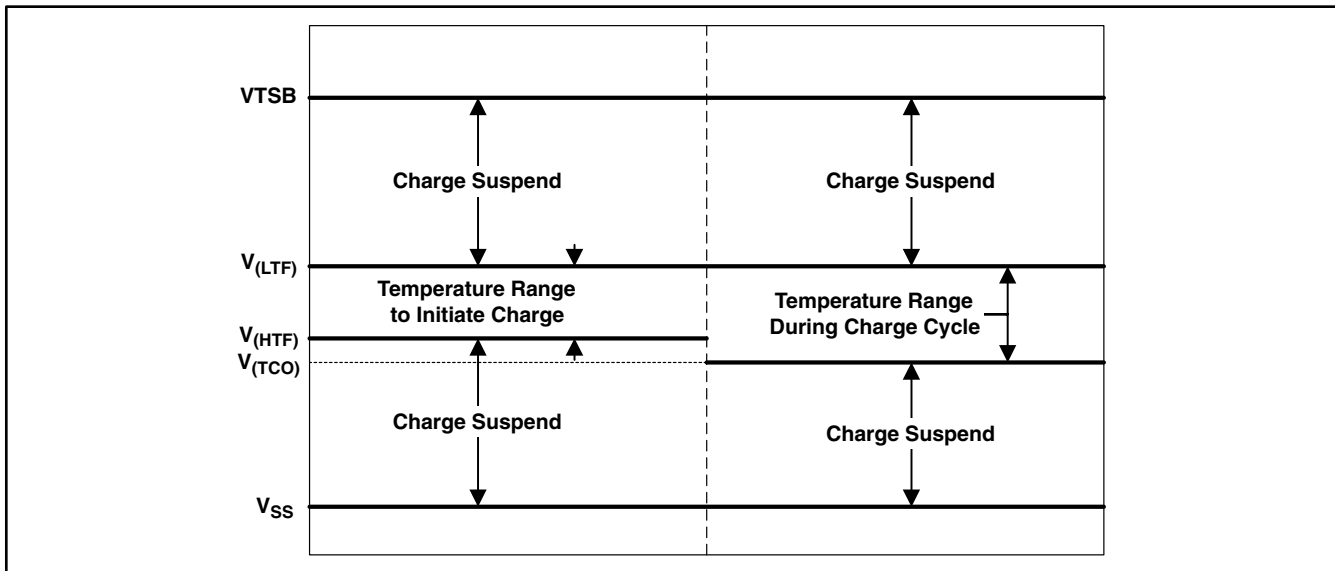 VTSB
Charge Suspend
Charge Suspend
V(LTF)
Temperature Range
to Initiate Charge
Temperature Range
During Charge Cycle
V(HTF)
V(TCO)
Charge Suspend
Charge Suspend
VSS